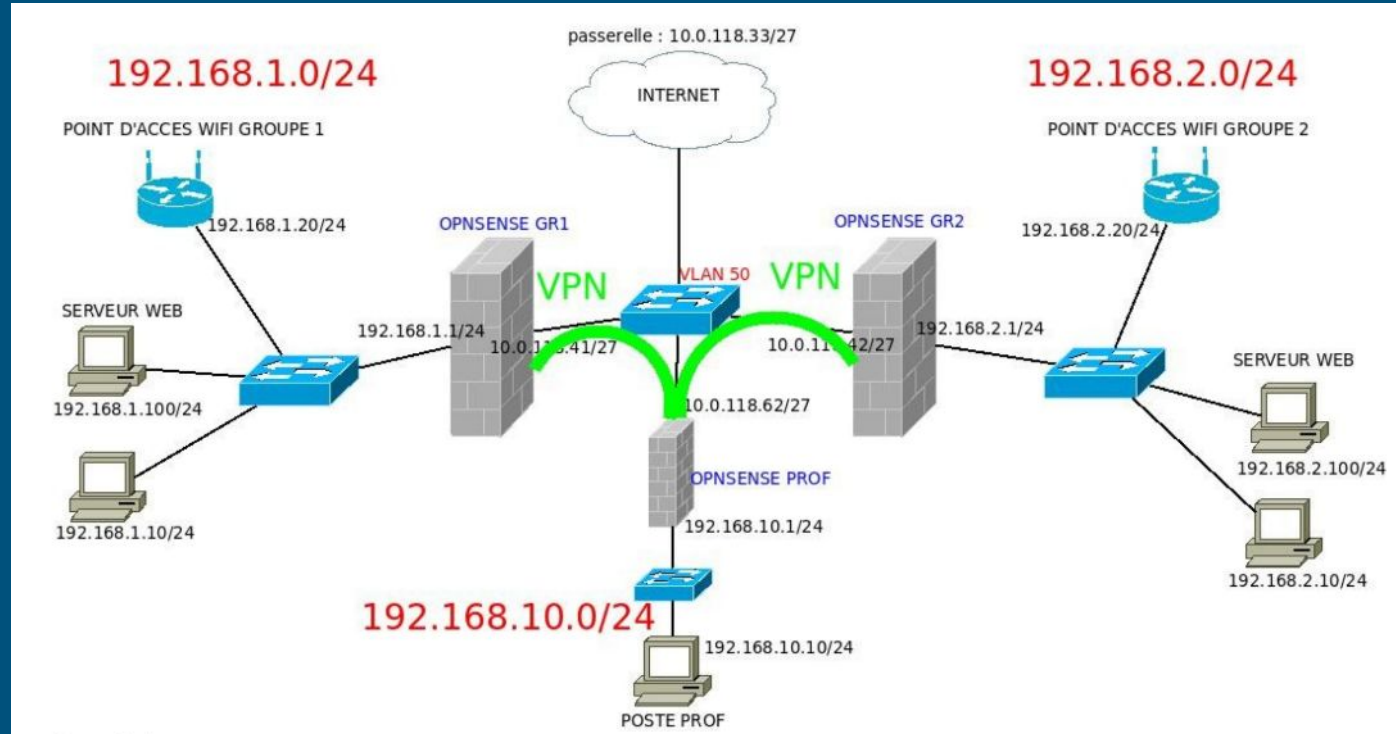 passerelle : 10.0.118.33/27
192.168.1.0/24
192.168.2.0/24
INTERNET
POINT D'ACCES WIFI GROUPE 1
POINT D'ACCES WIFI GROUPE 2
192.168.1.20/24
OPNSENSE GR1
OPNSENSE GR2
192.168.2.20/24
VPN
VLAN 50
VPN
SERVEUR WEB
192.168.1.1/24
192.168.2.1/24
SERVEUR WEB
192.168.1.100/24
10.0.118.62/27
192.168.2.100/24
OPNSENSE PROF
192.168.1.10/24
192.168.10.1/24
192.168.2.10/24
192.168.10.0/24
192.168.10.10/24
POSTE PROF